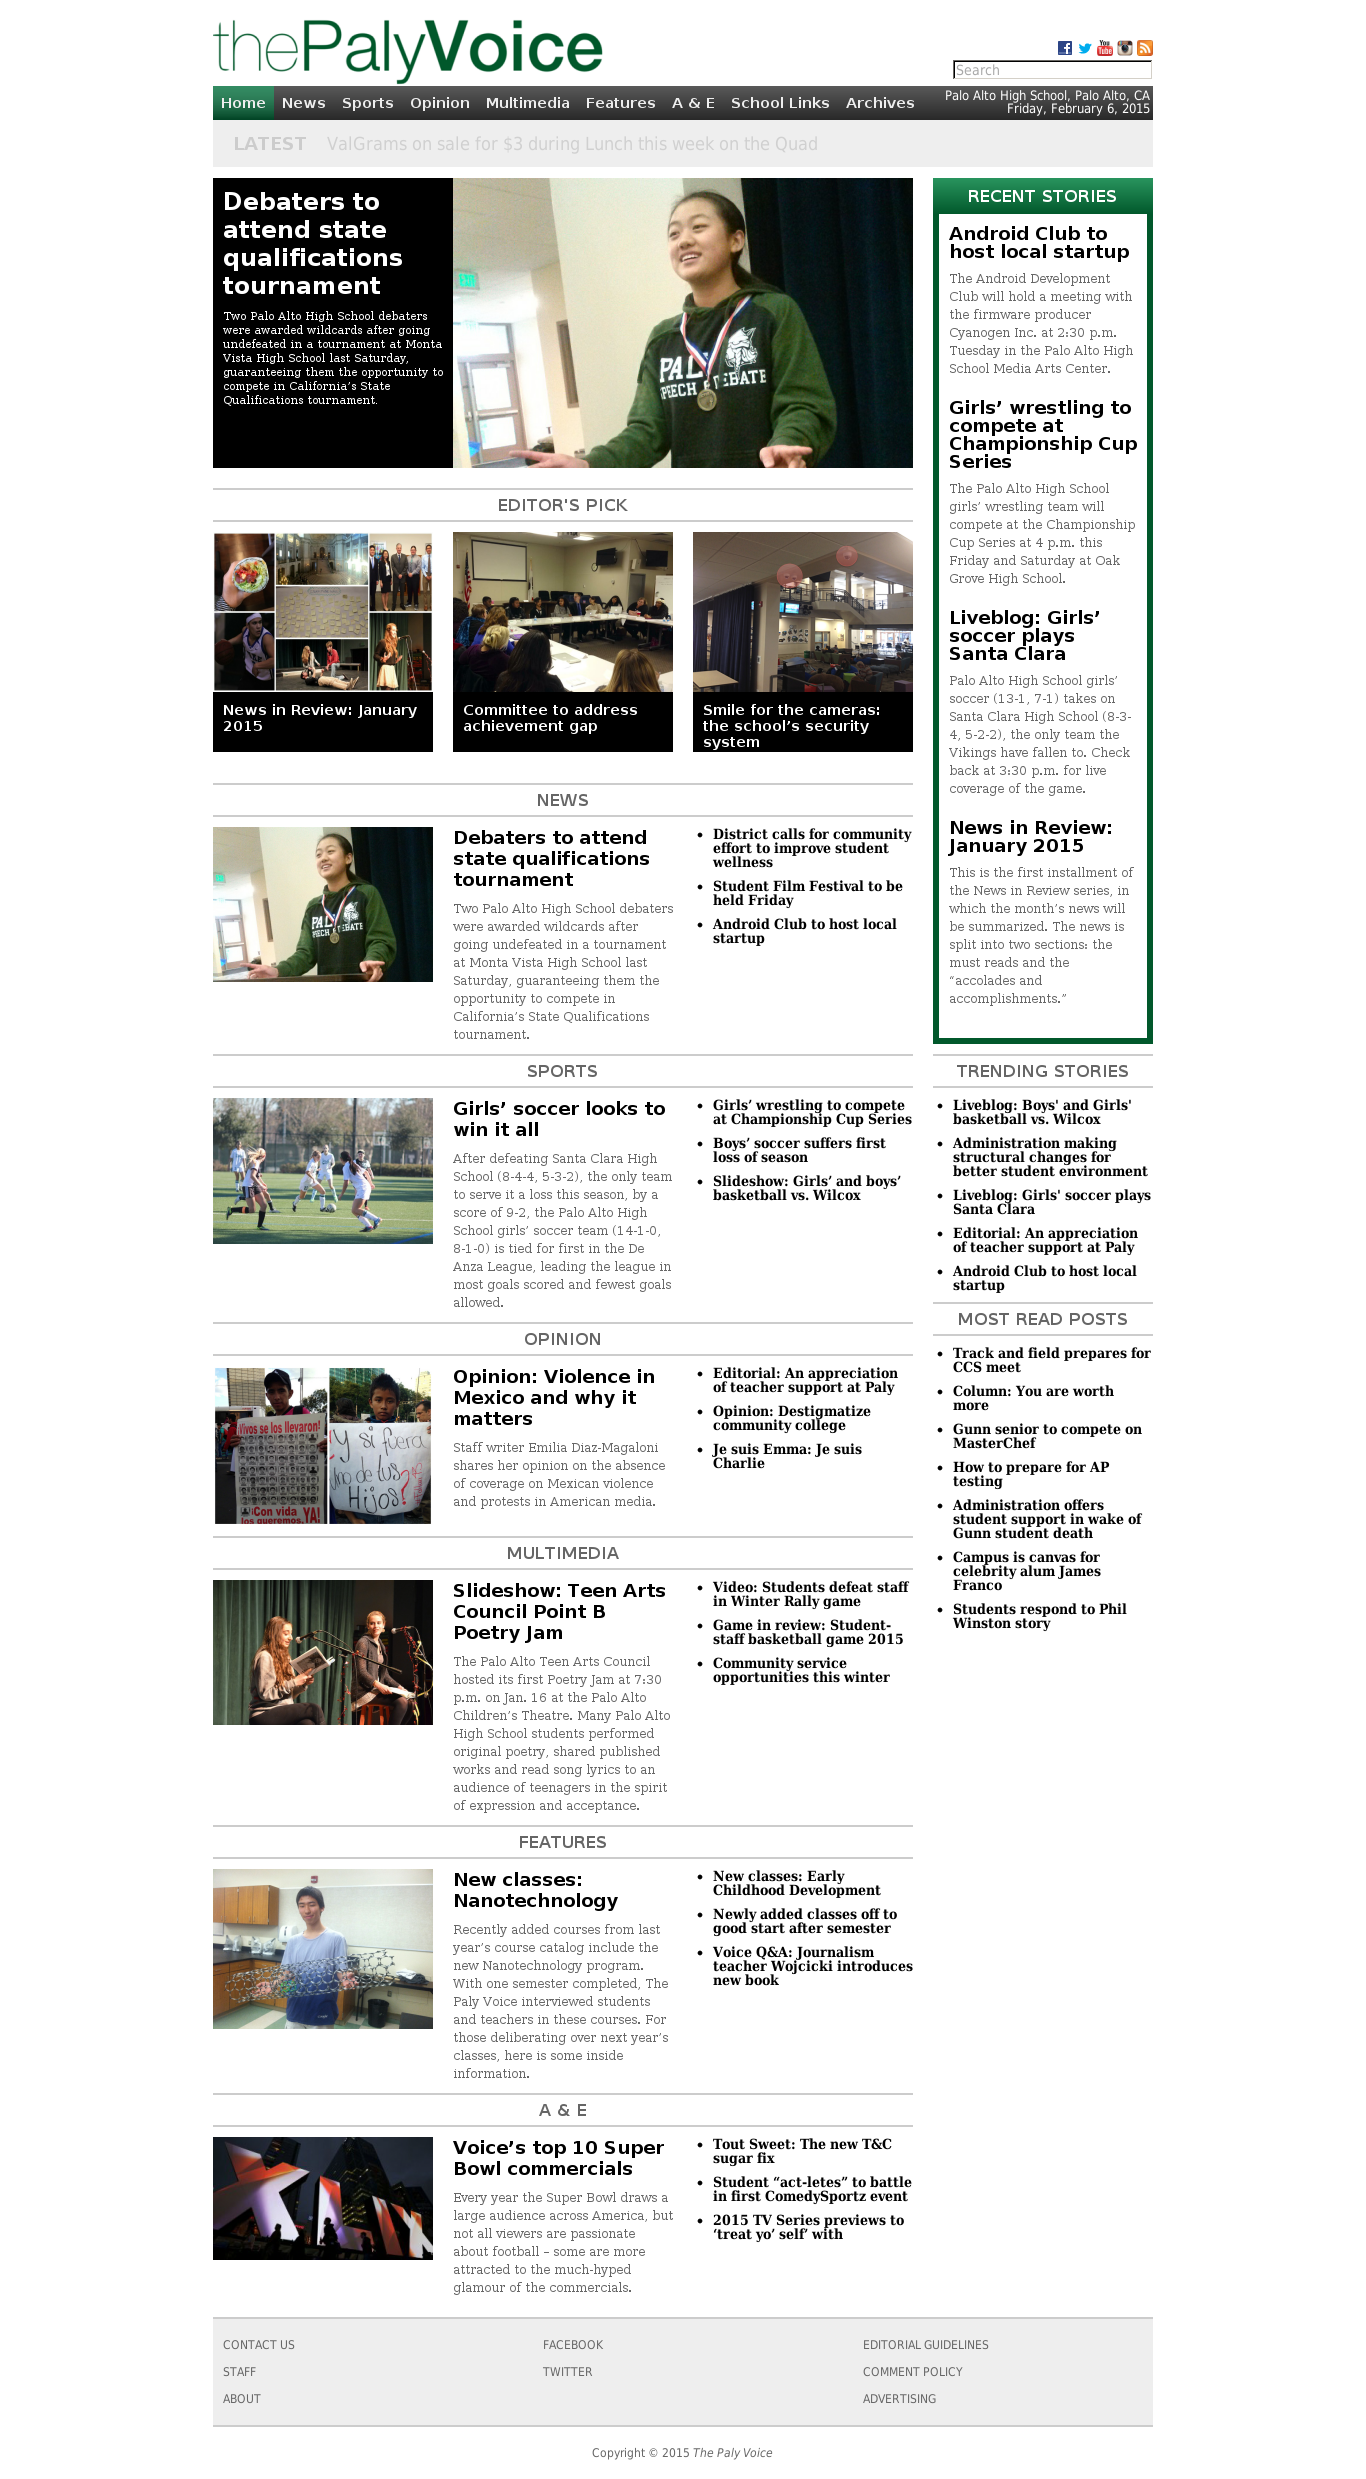 thePalyVoice
Search
Home News Sports Opinion Multimedia Features A & E School Links Archives
Palo Alto High School, Palo Alto, CA
Friday, February 6, 2015
LATEST ValGrams on sale for $3 during Lunch this week on the Quad
Debaters to
attend state
qualifications
tournament
Two Palo Alto High School debaters
were awarded wildcards after going
undefeated in a tournament at Monta
Vista High School last Saturday,
guaranteeing them the opportunity to
compete in California’s State
Qualifications tournament.
PALY
SPEECH DEBATE
EDITOR'S PICK
News in Review: January
2015
Committee to address
achievement gap
Smile for the cameras:
the school’s security
system
NEWS
Debaters to attend
state qualifications
tournament
Two Palo Alto High School debaters
were awarded wildcards after
going undefeated in a tournament
at Monta Vista High School last
Saturday, guaranteeing them the
opportunity to compete in
California’s State Qualifications
tournament.
• District calls for community
effort to improve student
wellness
• Student Film Festival to be
held Friday
• Android Club to host local
startup
SPORTS
Girls’ soccer looks to
win it all
After defeating Santa Clara High
School (8-4-4, 5-3-2), the only team
to serve it a loss this season, by a
score of 9-2, the Palo Alto High
School girls’ soccer team (14-1-0,
8-1-0) is tied for first in the De
Anza League, leading the league in
most goals scored and fewest goals
allowed.
• Girls’ wrestling to compete
at Championship Cup Series
• Boys’ soccer suffers first
loss of season
• Slideshow: Girls’ and boys’
basketball vs. Wilcox
OPINION
¡Vivos se los llevaron!
¡Con vida
los queremos, YA!
¿Y si fuera
uno de tus
Hijos?
Opinion: Violence in
Mexico and why it
matters
Staff writer Emilia Diaz-Magaloni
shares her opinion on the absence
of coverage on Mexican violence
and protests in American media.
• Editorial: An appreciation
of teacher support at Paly
• Opinion: Destigmatize
community college
• Je suis Emma: Je suis
Charlie
MULTIMEDIA
Slideshow: Teen Arts
Council Point B
Poetry Jam
The Palo Alto Teen Arts Council
hosted its first Poetry Jam at 7:30
p.m. on Jan. 16 at the Palo Alto
Children’s Theatre. Many Palo Alto
High School students performed
original poetry, shared published
works and read song lyrics to an
audience of teenagers in the spirit
of expression and acceptance.
• Video: Students defeat staff
in Winter Rally game
• Game in review: Student-
staff basketball game 2015
• Community service
opportunities this winter
FEATURES
New classes:
Nanotechnology
Recently added courses from last
year’s course catalog include the
new Nanotechnology program.
With one semester completed, The
Paly Voice interviewed students
and teachers in these courses. For
those deliberating over next year’s
classes, here is some inside
information.
• New classes: Early
Childhood Development
• Newly added classes off to
good start after semester
• Voice Q&A: Journalism
teacher Wojcicki introduces
new book
A & E
XLIX
Voice’s top 10 Super
Bowl commercials
Every year the Super Bowl draws a
large audience across America, but
not all viewers are passionate
about football – some are more
attracted to the much-hyped
glamour of the commercials.
• Tout Sweet: The new T&C
sugar fix
• Student “act-letes” to battle
in first ComedySportz event
• 2015 TV Series previews to
‘treat yo’ self’ with
RECENT STORIES
Android Club to
host local startup
The Android Development
Club will hold a meeting with
the firmware producer
Cyanogen Inc. at 2:30 p.m.
Tuesday in the Palo Alto High
School Media Arts Center.
Girls’ wrestling to
compete at
Championship Cup
Series
The Palo Alto High School
girls’ wrestling team will
compete at the Championship
Cup Series at 4 p.m. this
Friday and Saturday at Oak
Grove High School.
Liveblog: Girls’
soccer plays
Santa Clara
Palo Alto High School girls’
soccer (13-1, 7-1) takes on
Santa Clara High School (8-3-
4, 5-2-2), the only team the
Vikings have fallen to. Check
back at 3:30 p.m. for live
coverage of the game.
News in Review:
January 2015
This is the first installment of
the News in Review series, in
which the month’s news will
be summarized. The news is
split into two sections: the
must reads and the
“accolades and
accomplishments.”
TRENDING STORIES
• Liveblog: Boys' and Girls'
basketball vs. Wilcox
• Administration making
structural changes for
better student environment
• Liveblog: Girls' soccer plays
Santa Clara
• Editorial: An appreciation
of teacher support at Paly
• Android Club to host local
startup
MOST READ POSTS
• Track and field prepares for
CCS meet
• Column: You are worth
more
• Gunn senior to compete on
MasterChef
• How to prepare for AP
testing
• Administration offers
student support in wake of
Gunn student death
• Campus is canvas for
celebrity alum James
Franco
• Students respond to Phil
Winston story
CONTACT US
STAFF
ABOUT
FACEBOOK
TWITTER
EDITORIAL GUIDELINES
COMMENT POLICY
ADVERTISING
Copyright © 2015 The Paly Voice